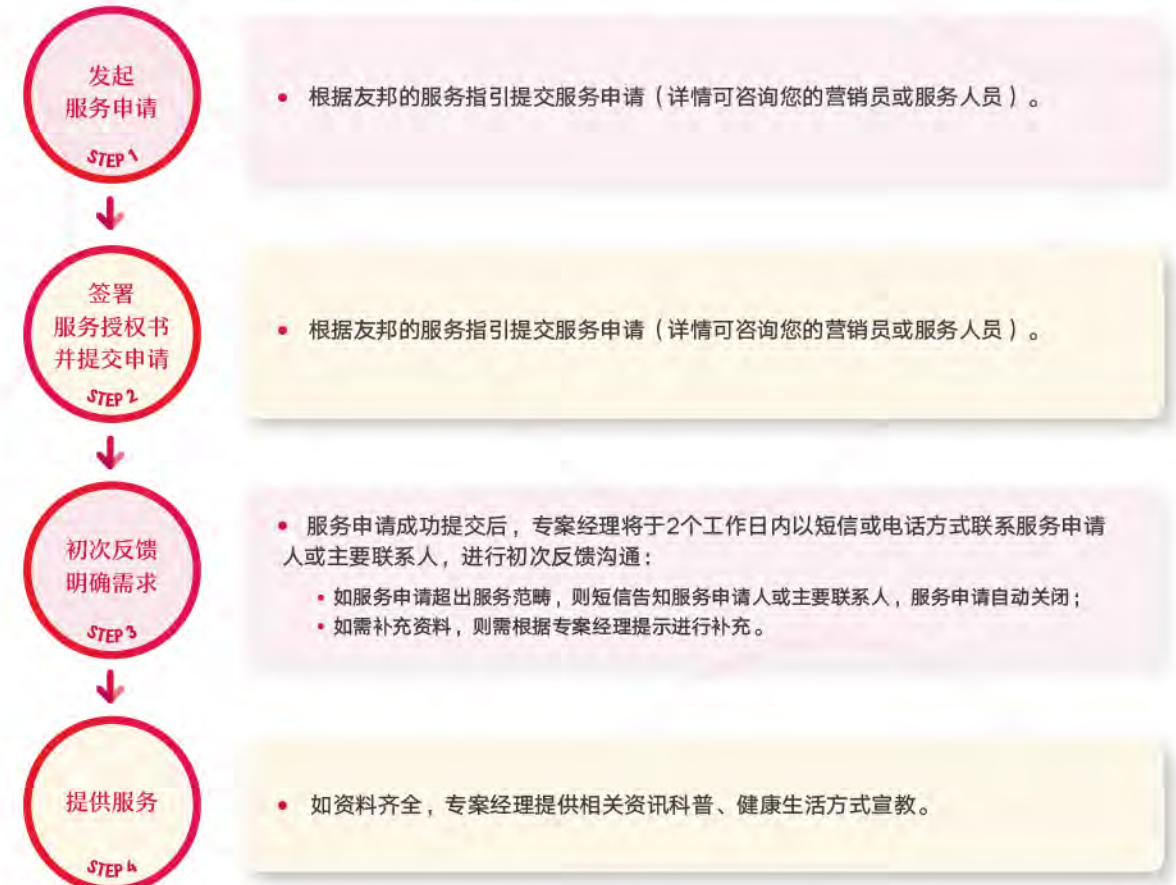 发起
服务申请
STEP 1
• 根据友邦的服务指引提交服务申请（详情可咨询您的营销员或服务人员）。
签署
服务授权书
并提交申请
STEP 2
• 根据友邦的服务指引提交服务申请（详情可咨询您的营销员或服务人员）。
初次反馈
明确需求
STEP 3
• 服务申请成功提交后，专案经理将于2个工作日内以短信或电话方式联系服务申请
人或主要联系人，进行初次反馈沟通：
• 如服务申请超出服务范畴，则短信告知服务申请人或主要联系人，服务申请自动关闭；
• 如需补充资料，则需根据专案经理提示进行补充。
提供服务
STEP 4
• 如资料齐全，专案经理提供相关资讯科普、健康生活方式宣教。